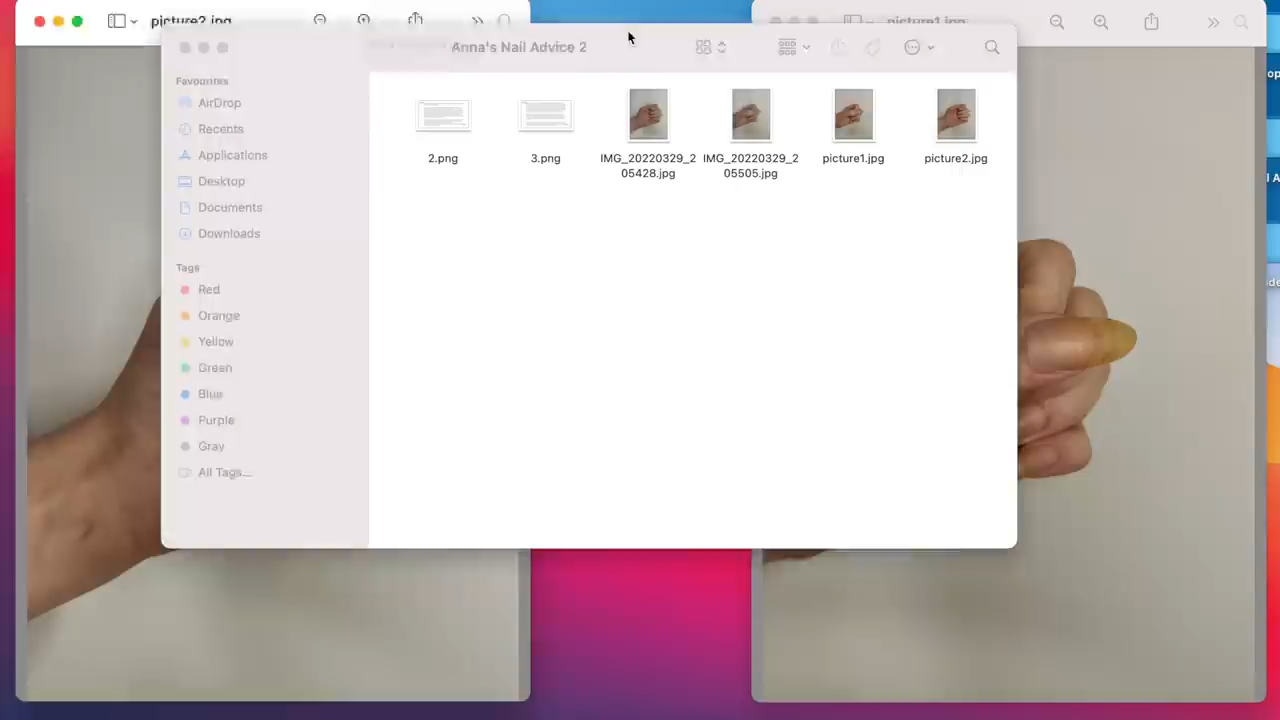 picture2.jpg
picture1.jpg
Anna's Nail Advice 2
Favourites
AirDrop
Recents
Applications
Desktop
Documents
Downloads
Tags
Red
Orange
Yellow
Green
Blue
Purple
Gray
All Tags...
2.png
3.png
IMG_20220329_2
05428.jpg
IMG_20220329_2
05505.jpg
picture1.jpg
picture2.jpg